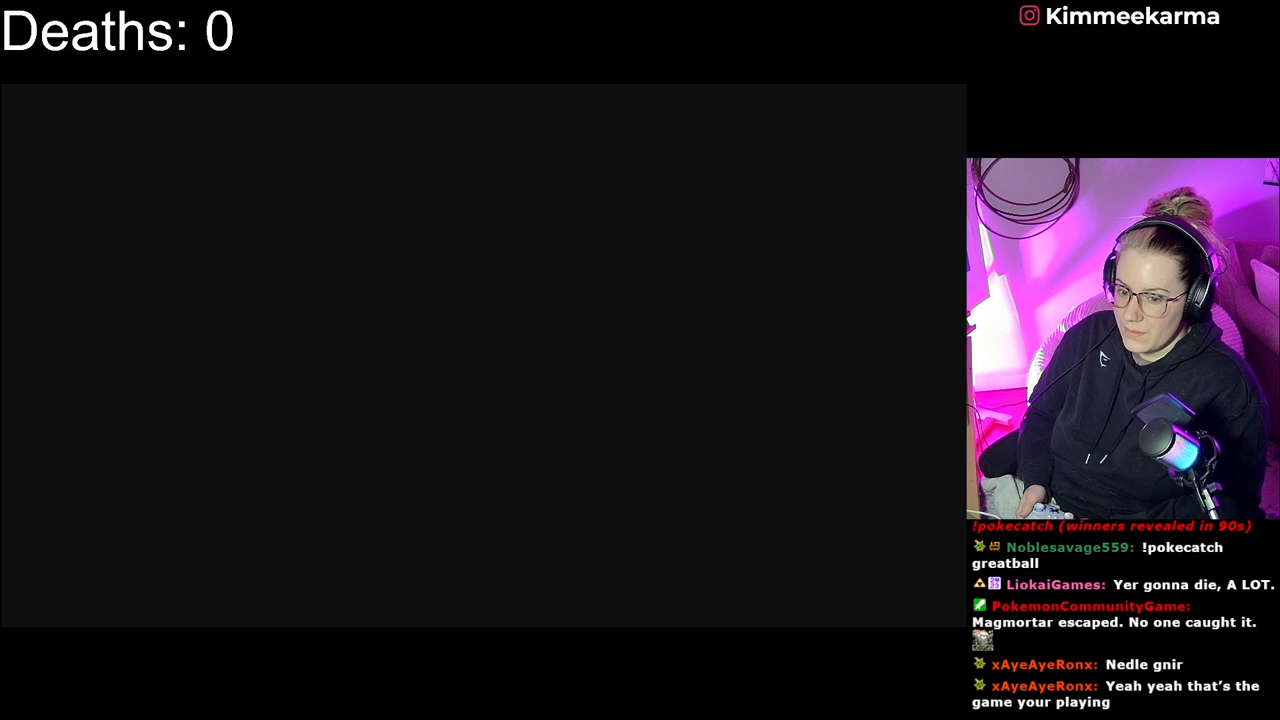 Deaths: 0
Kimmeekarma
!pokecatch (winners revealed in 90s)
Noblesavage559: !pokecatch
greatball
LiokaiGames: Yer gonna die, A LOT.
PokemonCommunityGame:
Magmortar escaped. No one caught it.
xAyeAyeRonx: Nedle gnir
xAyeAyeRonx: Yeah yeah that’s the
game your playing